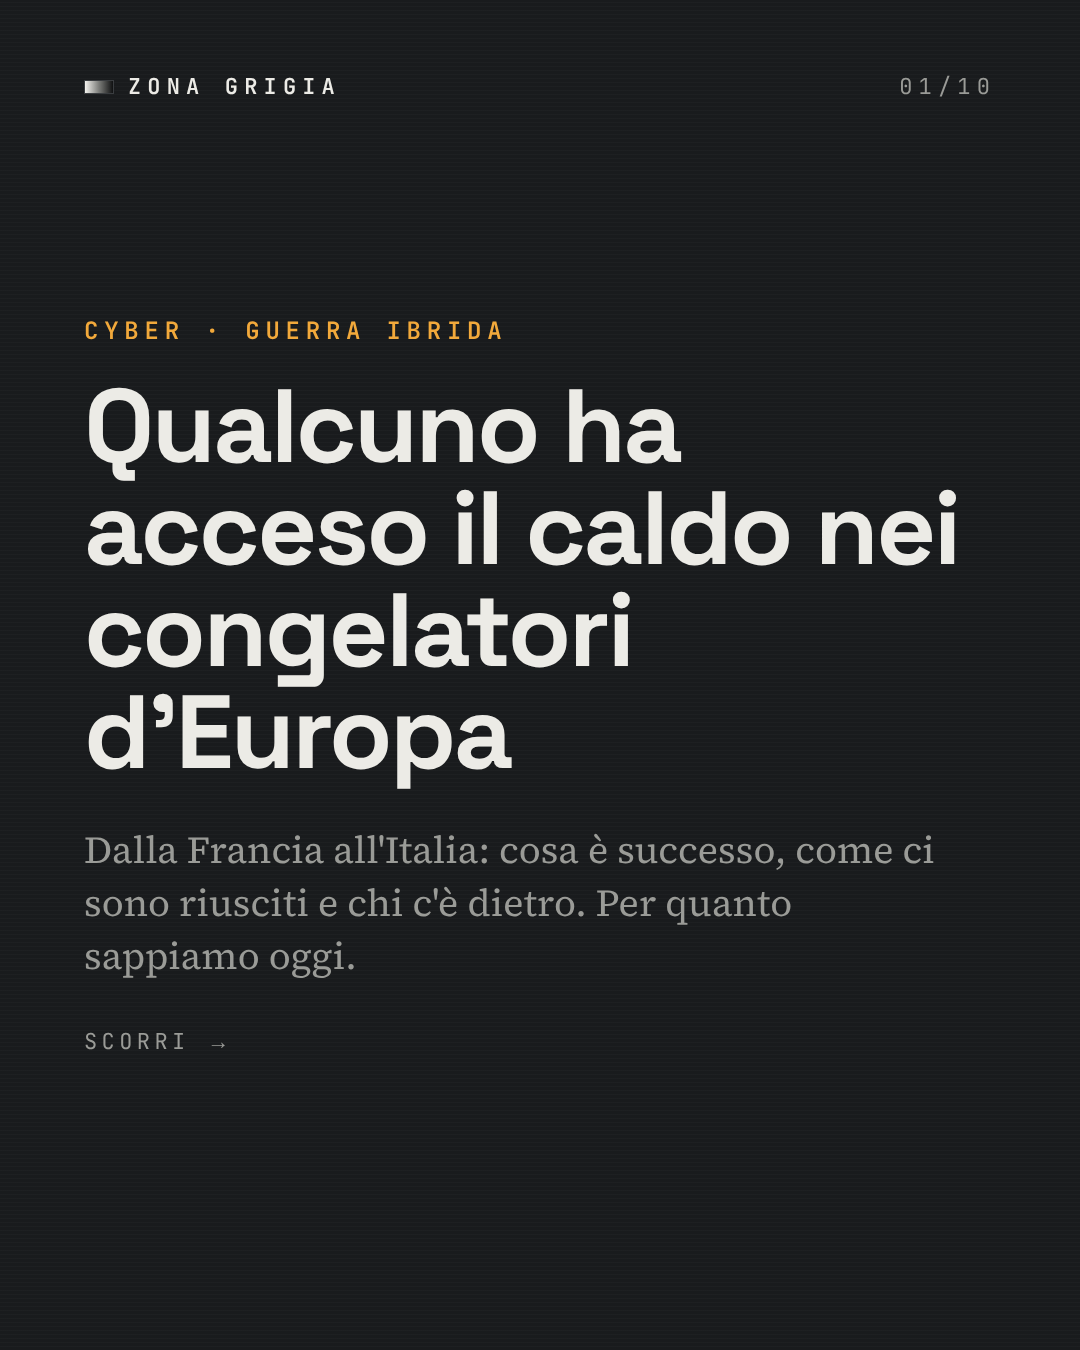 ZONA GRIGIA
01/10
CYBER · GUERRA IBRIDA
Qualcuno ha
acceso il caldo nei
congelatori
d’Europa
Dalla Francia all'Italia: cosa è successo, come ci
sono riusciti e chi c'è dietro. Per quanto
sappiamo oggi.
SCORRI →